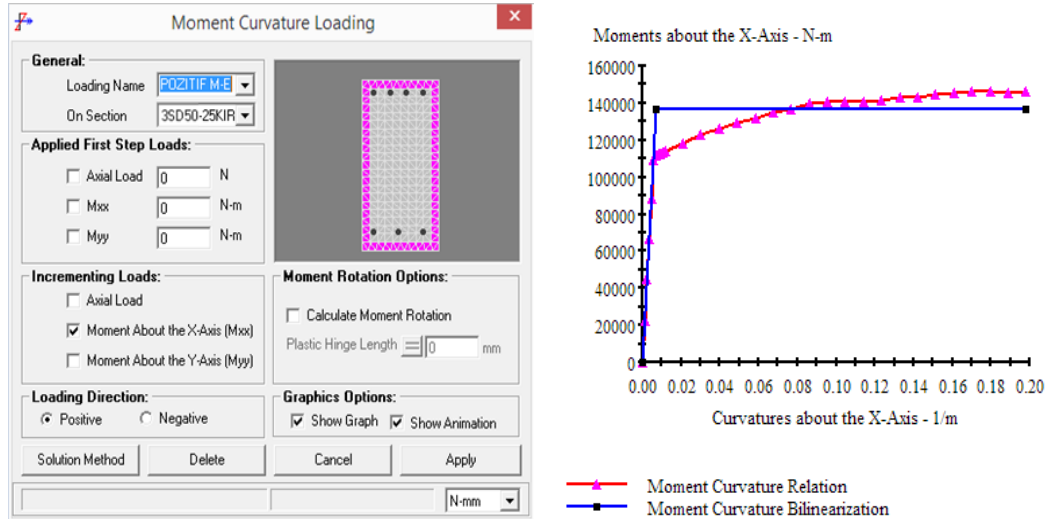 Moment Curvature Loading
General:
Loading Name POZITIF M-E
On Section 3SD50-25KIR
Applied First Step Loads:
Axial Load 0 N
Mxx 0 N-m
Myy 0 N-m
Incrementing Loads:
Axial Load
Moment About the X-Axis (Mxx)
Moment About the Y-Axis (Myy)
Moment Rotation Options:
Calculate Moment Rotation
Plastic Hinge Length = 0 mm
Loading Direction:
Positive Negative
Graphics Options:
Show Graph Show Animation
Solution Method Delete Cancel Apply
N-mm
Moments about the X-Axis - N-m
160000
140000
120000
100000
80000
60000
40000
20000
0
0.00 0.02 0.04 0.06 0.08 0.10 0.12 0.14 0.16 0.18 0.20
Curvatures about the X-Axis - 1/m
Moment Curvature Relation
Moment Curvature Bilinearization